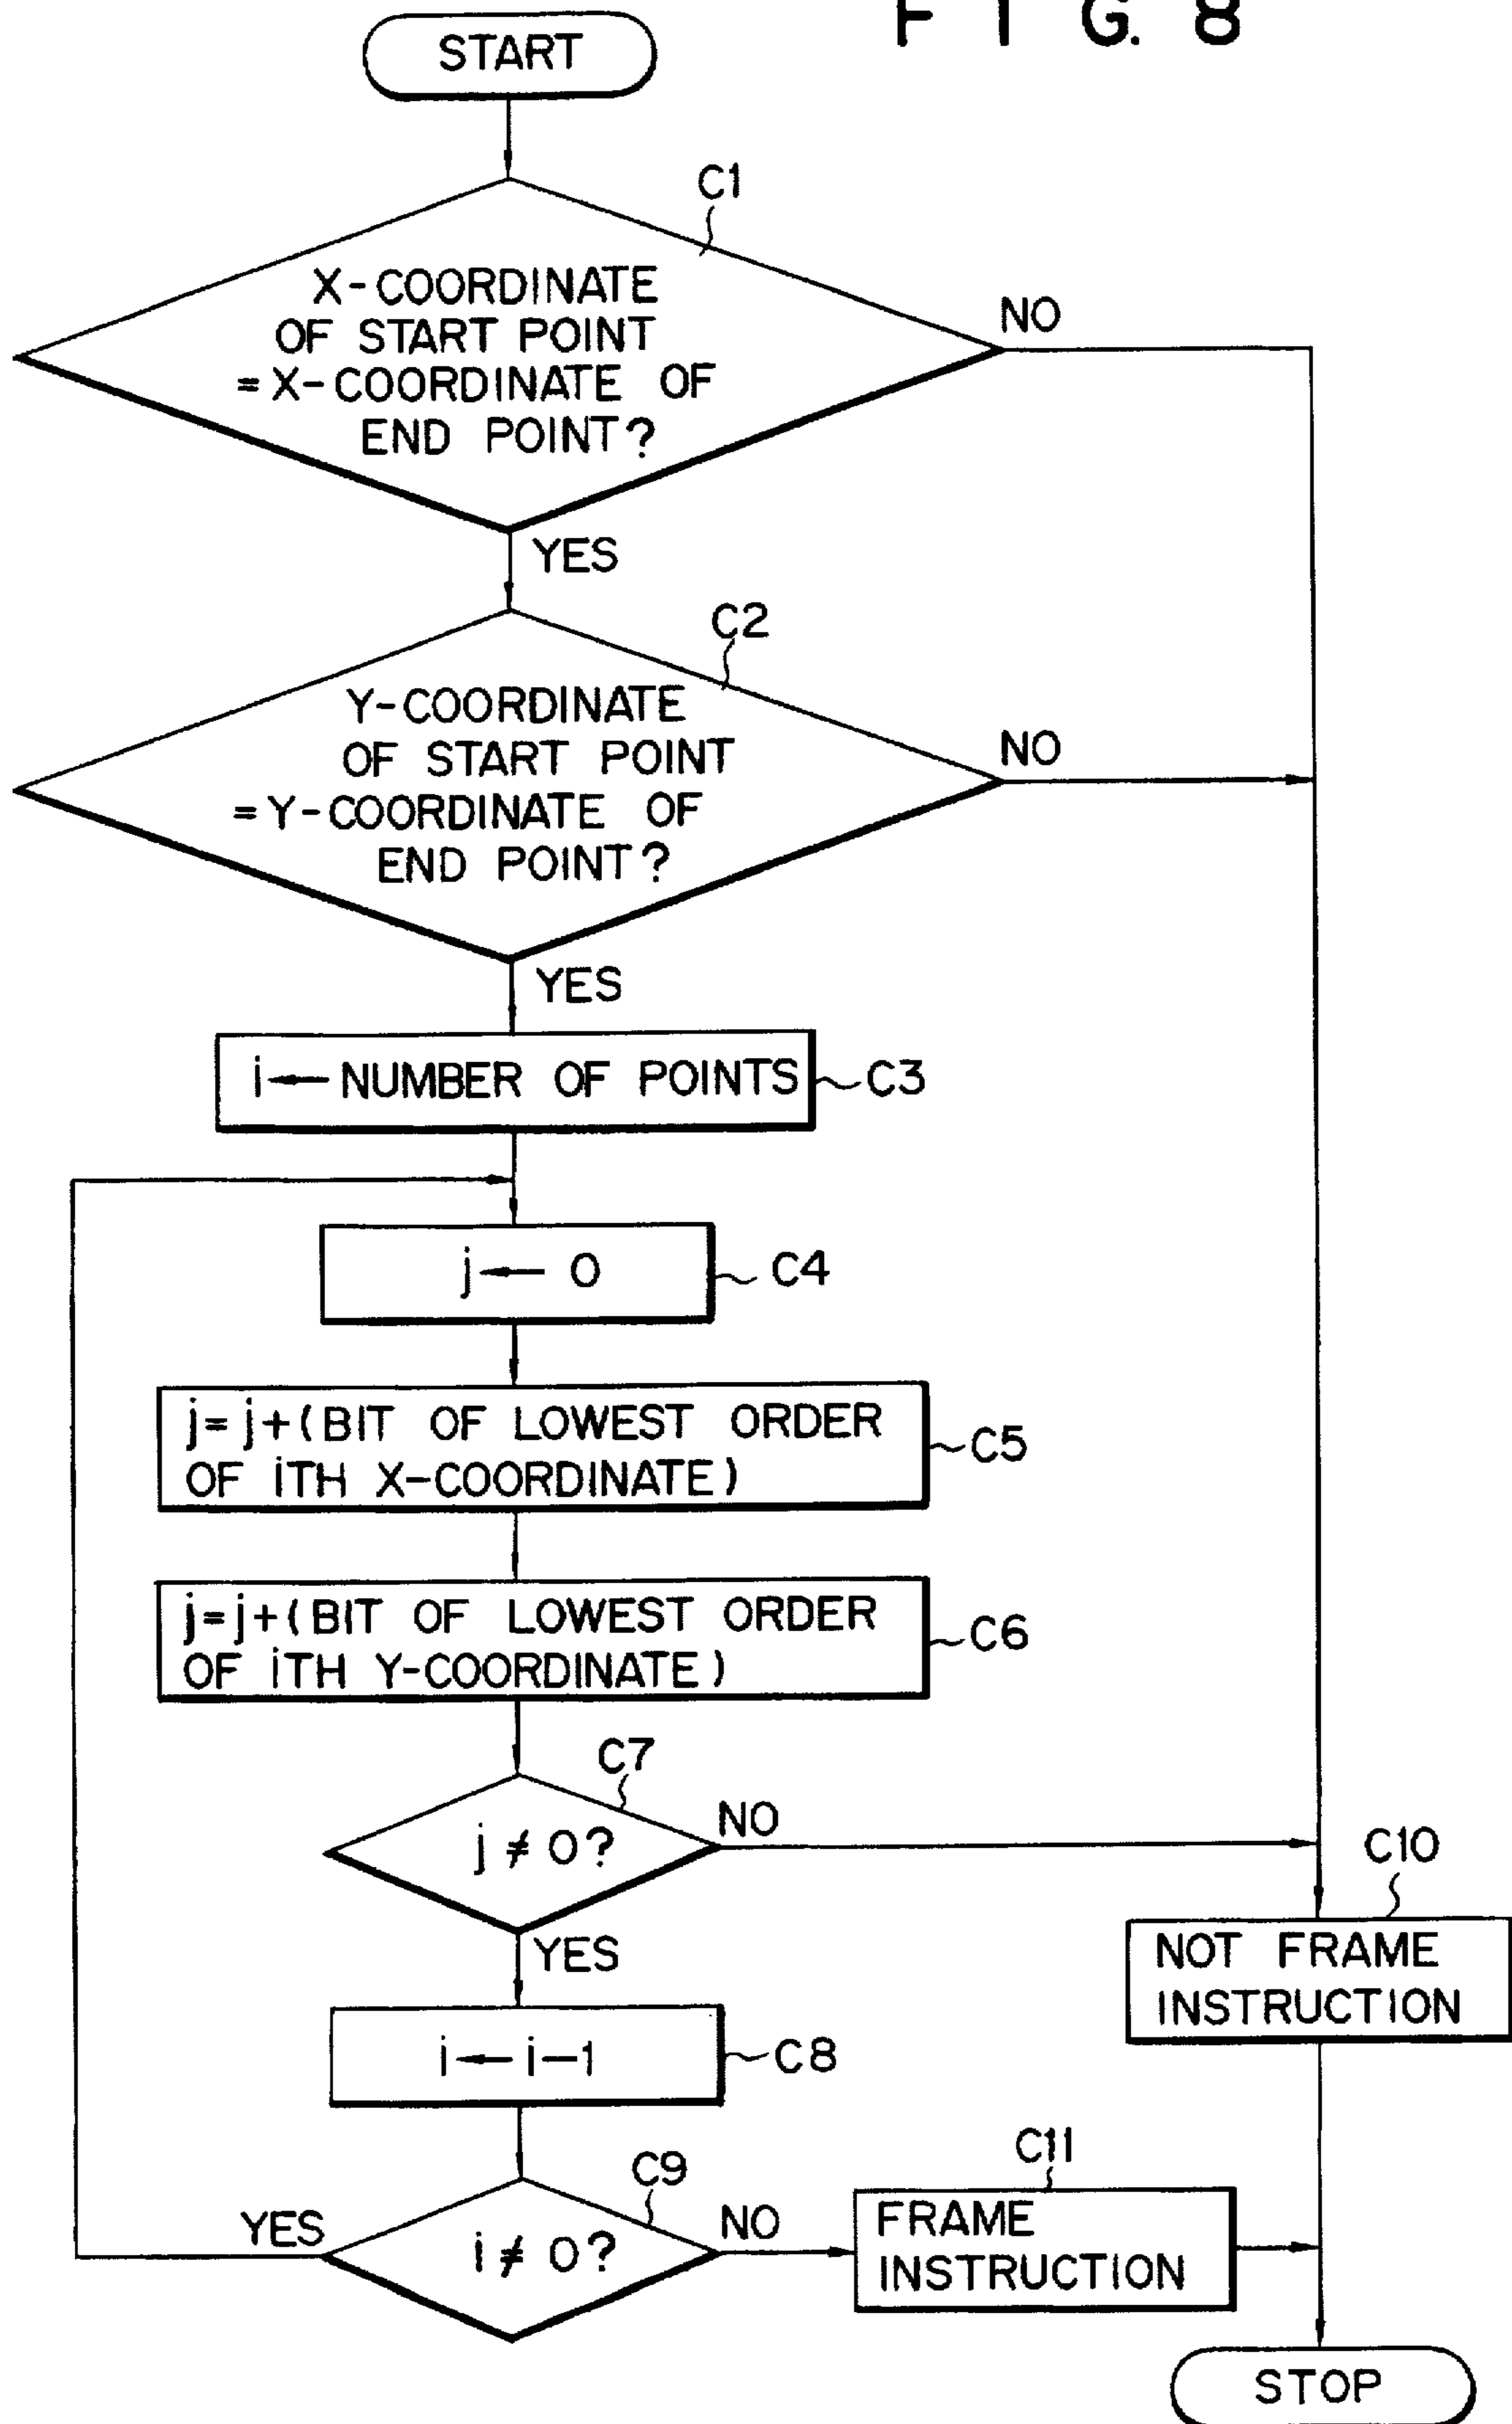 F I G. 8
START
C1
X-COORDINATE
OF START POINT
=X-COORDINATE OF
END POINT?
NO
YES
C2
Y-COORDINATE
OF START POINT
=Y-COORDINATE OF
END POINT?
NO
YES
i← NUMBER OF POINTS
C3
j← 0
C4
j=j+(BIT OF LOWEST ORDER
OF iTH X-COORDINATE)
C5
j=j+(BIT OF LOWEST ORDER
OF iTH Y-COORDINATE)
C6
C7
j ≠ 0?
NO
YES
C10
NOT FRAME
INSTRUCTION
i← i-1
C8
C9
i ≠ 0?
YES
NO
C11
FRAME
INSTRUCTION
STOP